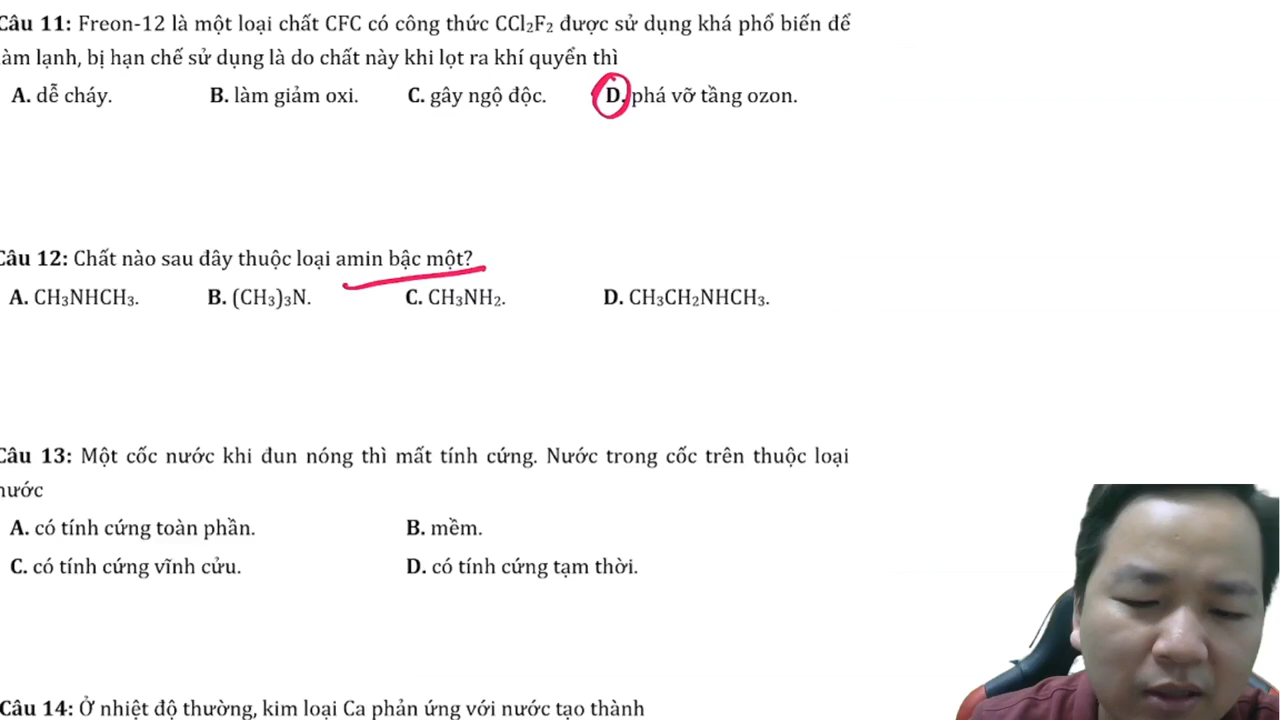 Câu 11: Freon-12 là một loại chất CFC có công thức CCl₂F₂ được sử dụng khá phổ biến để
àm lạnh, bị hạn chế sử dụng là do chất này khi lọt ra khí quyển thì
A. dễ cháy. B. làm giảm oxi. C. gây ngộ độc. D. phá vỡ tầng ozon.
Câu 12: Chất nào sau đây thuộc loại amin bậc một?
A. CH₃NHCH₃. B. (CH₃)₃N. C. CH₃NH₂. D. CH₃CH₂NHCH₃.
Câu 13: Một cốc nước khi đun nóng thì mất tính cứng. Nước trong cốc trên thuộc loại
nước
A. có tính cứng toàn phần. B. mềm.
C. có tính cứng vĩnh cửu. D. có tính cứng tạm thời.
Câu 14: Ở nhiệt độ thường, kim loại Ca phản ứng với nước tạo thành